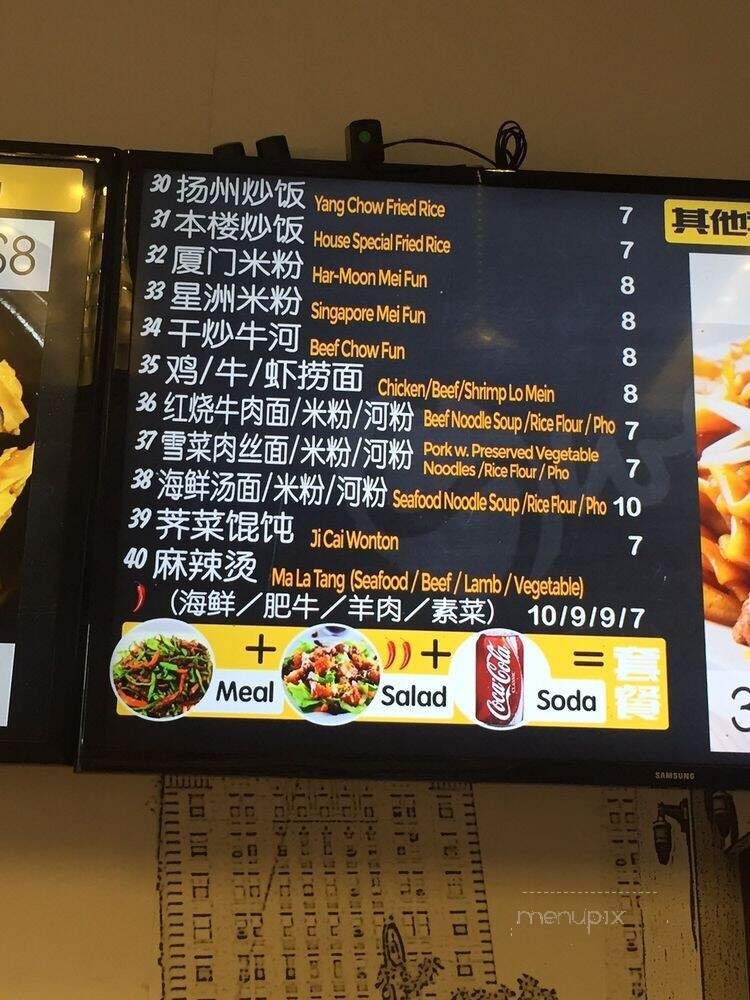 30 扬州炒饭 Yang Chow Fried Rice 7
31 本楼炒饭 House Special Fried Rice 7
32 厦门米粉 Har-Moon Mei Fun 8
33 星洲米粉 Singapore Mei Fun 8
34 干炒牛河 Beef Chow Fun 8
35 鸡/牛/虾捞面 Chicken/Beef/Shrimp Lo Mein 8
36 红烧牛肉面/米粉/河粉 Beef Noodle Soup /Rice Flour / Pho 7
37 雪菜肉丝面/米粉/河粉 Pork w. Preserved Vegetable Noodles /Rice Flour / Pho 7
38 海鲜汤面/米粉/河粉 Seafood Noodle Soup /Rice Flour / Pho 10
39 荠菜馄饨 Ji Cai Wonton 7
40 麻辣烫 Ma La Tang (Seafood / Beef / Lamb / Vegetable)
（海鲜／肥牛／羊肉／素菜） 10/9/9/7
Meal + Salad + Soda = 套餐
Coca-Cola
CLASSIC
其他
68
3
SAMSUNG
menupix